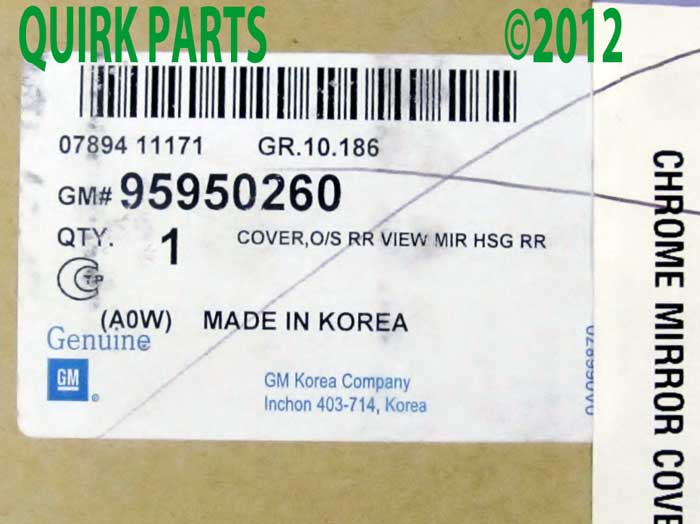 QUIRK PARTS ©2012
07894 11171 GR.10.186
GM# 95950260
QTY. 1 COVER,O/S RR VIEW MIR HSG RR
(A0W) MADE IN KOREA
Genuine
GM
GM Korea Company
Inchon 403-714, Korea
CHROME MIRROR COVE